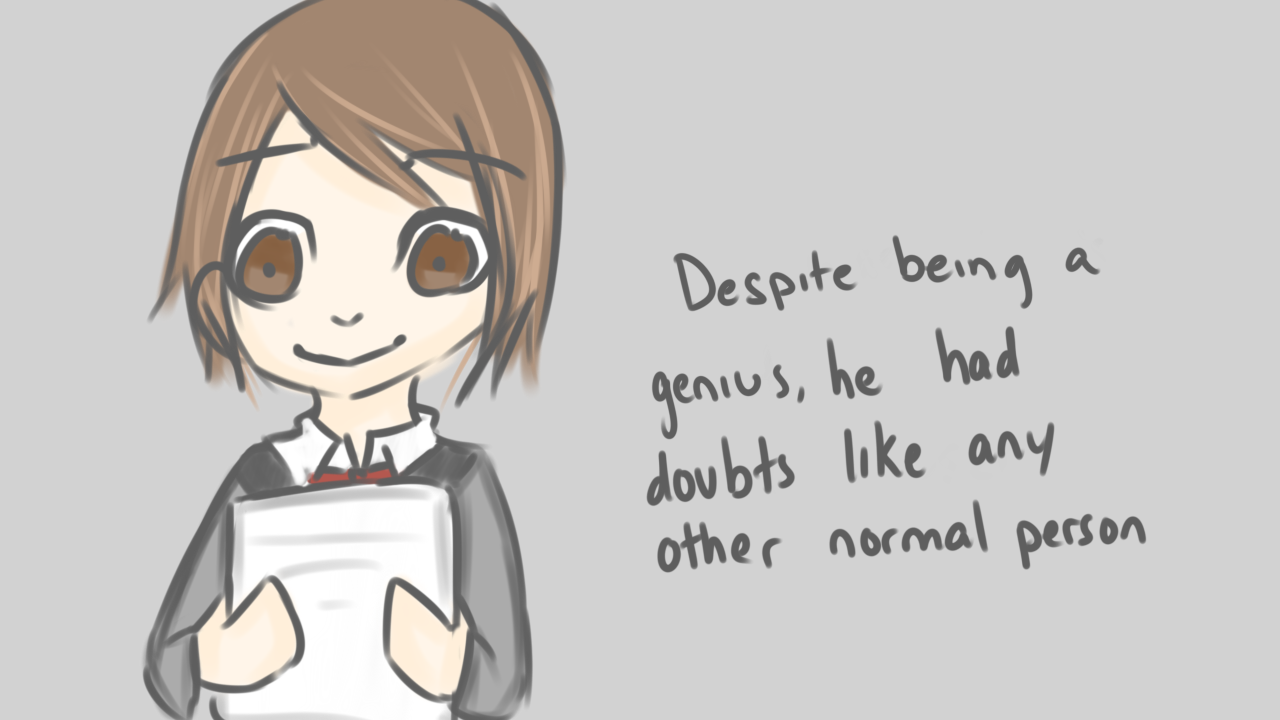 Despite being a
genius, he had
doubts like any
other normal person